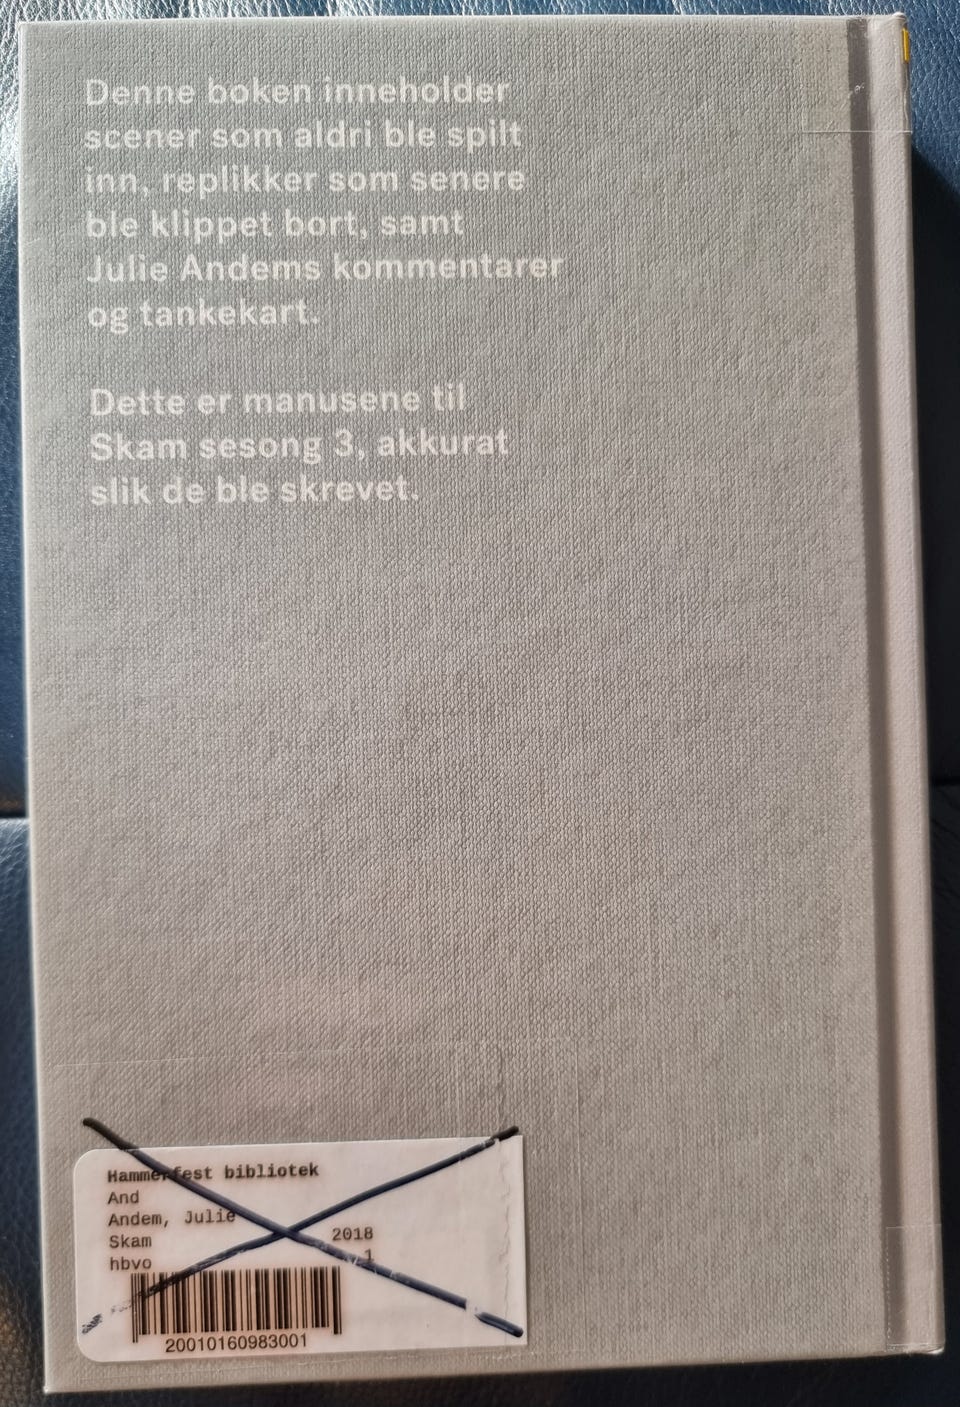 Denne boken inneholder
scener som aldri ble spilt
inn, replikker som senere
ble klippet bort, samt
Julie Andems kommentarer
og tankekart.
Dette er manusene til
Skam sesong 3, akkurat
slik de ble skrevet.
Hammerfest bibliotek
And
Andem, Julie
Skam 2018
hbvo 1
20010160983001